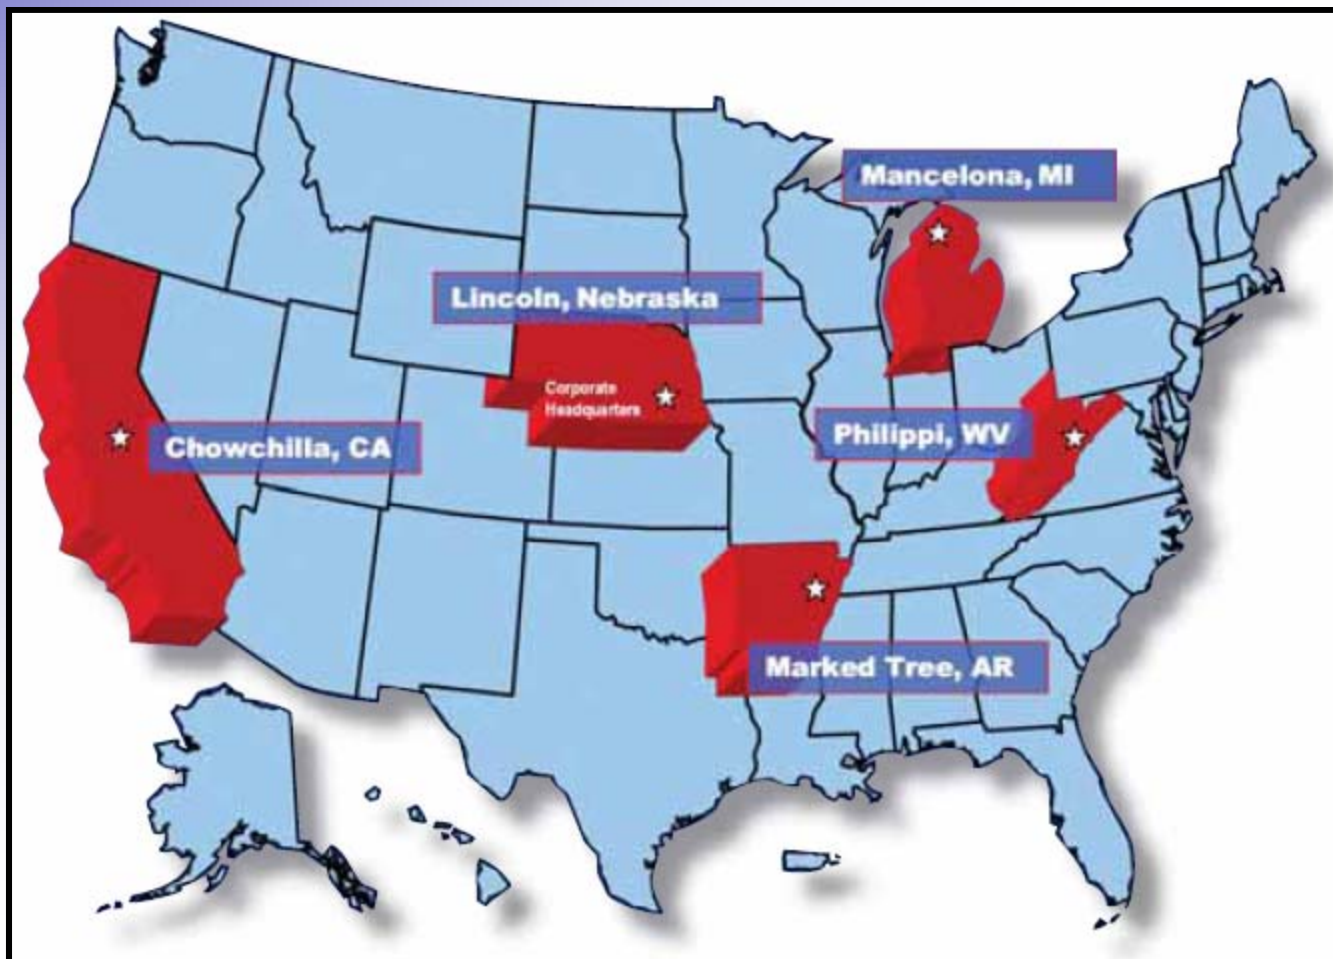 Mancelona, MI
Lincoln, Nebraska
Corporate
Headquarters
Chowchilla, CA
Philippi, WV
Marked Tree, AR